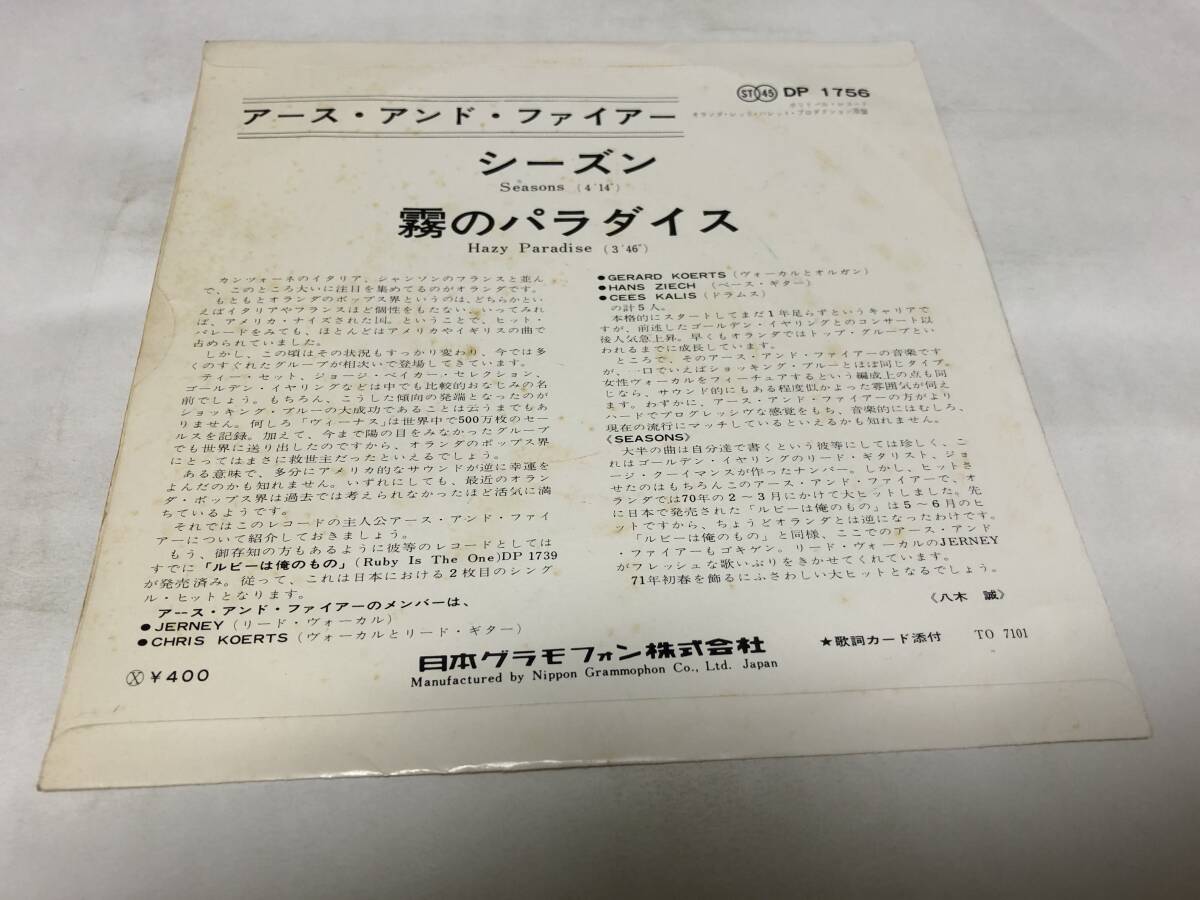 ST 45 DP 1756
ポリドール・レコード
オランダ・レッド・バレット・プロダクション原盤
アース・アンド・ファイアー
シーズン
Seasons (4'14")
霧のパラダイス
Hazy Paradise (3'46")
カンツォーネのイタリア、シャンソンのフランスと並ん
で、このところ大いに注目を集めてるのがオランダです。
もともとオランダのポップス界というのは、どちらかとい
えばイタリアやフランスほど個性をもたない、いってみれ
ば、アメリカ・ナイズされた国。ということで、ヒット・
パレードをみても、ほとんどはアメリカやイギリスの曲で
占められていました。
しかし、この頃はその状況もすっかり変わり、今では多
くのすぐれたグループが相次いで登場してきています。
ティー・セット、ジョージ・ベイカー・セレクション、
ゴールデン・イヤリングなどは中でも比較的おなじみの名
前でしょう。もちろん、こうした傾向の発端となったのが
ショッキング・ブルーの大成功であることは云うまでもあ
りません。何しろ「ヴィーナス」は世界中で500万枚のセー
ルスを記録。加えて、今まで陽の目をみなかったグループ
でも世界に送り出したのですから、オランダのポップス界
にとってはまさに救世主だったといえるでしょう。
ある意味で、多分にアメリカ的なサウンドが逆に幸運を
よんだのかも知れません。いずれにしても、最近のオラン
ダ・ポップス界は過去では考えられなかったほど活気に満
ちているようです。
それではこのレコードの主人公アース・アンド・ファイ
アーについて紹介しておきましょう。
もう、御存知の方もあるように彼等のレコードとしては
すでに「ルビーは俺のもの」(Ruby Is The One)DP 1739
が発売済み。従って、これは日本における2枚目のシング
ル・ヒットとなります。
アース・アンド・ファイアーのメンバーは、
●JERNEY (リード・ヴォーカル)
●CHRIS KOERTS (ヴォーカルとリード・ギター)
●GERARD KOERTS (ヴォーカルとオルガン)
●HANS ZIECH (ベース・ギター)
●CEES KALIS (ドラムス)
の計5人。
本格的にスタートしてまだ1年足らずというキャリアで
すが、前述したゴールデン・イヤリングとのコンサート以
後人気急上昇。早くもオランダではトップ・グループとい
われるまでに成長しています。
ところで、そのアース・アンド・ファイアーの音楽です
が、一口でいえばショッキング・ブルーとほぼ同じタイプ。
女性ヴォーカルをフィーチュアするという編成上の点も同
じなら、サウンド的にもある程度似かよった雰囲気が伺え
ます。わずかに、アース・アンド・ファイアーの方がより
ハードでプログレッシヴな感覚をもち、音楽的にはむしろ、
現在の流行にマッチしているといえるかも知れません。
《SEASONS》
大半の曲は自分達で書くという彼等にしては珍しく、こ
れはゴールデン・イヤリングのリード・ギタリスト、ジョ
ージ・クーイマンスが作ったナンバー。しかし、ヒットさ
せたのはもちろんこのアース・アンド・ファイアーで、オ
ランダでは70年の2～3月にかけて大ヒットしました。先
に日本で発売された「ルビーは俺のもの」は5～6月のヒ
ットですから、ちょうどオランダとは逆になったわけです。
「ルビーは俺のもの」と同様、ここでのアース・アンド
・ファイアーもゴキゲン。リード・ヴォーカルのJERNEY
がフレッシュな歌いぶりをきかせてくれています。
71年初春を飾るにふさわしい大ヒットとなるでしょう。
《八木 誠》
Ⓧ ¥400
日本グラモフォン株式会社
Manufactured by Nippon Grammophon Co., Ltd. Japan
★歌詞カード添付 TO 7101